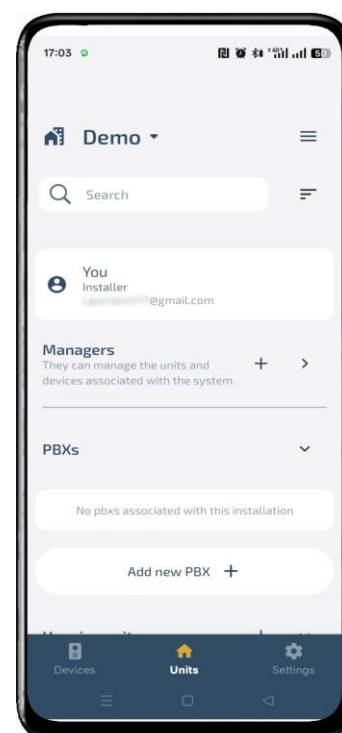 17:03
Demo
Search
You
Installer
@gmail.com
Managers
They can manage the units and
devices associated with the system.
PBXs
No pbxs associated with this installation
Add new PBX +
Devices
Units
Settings